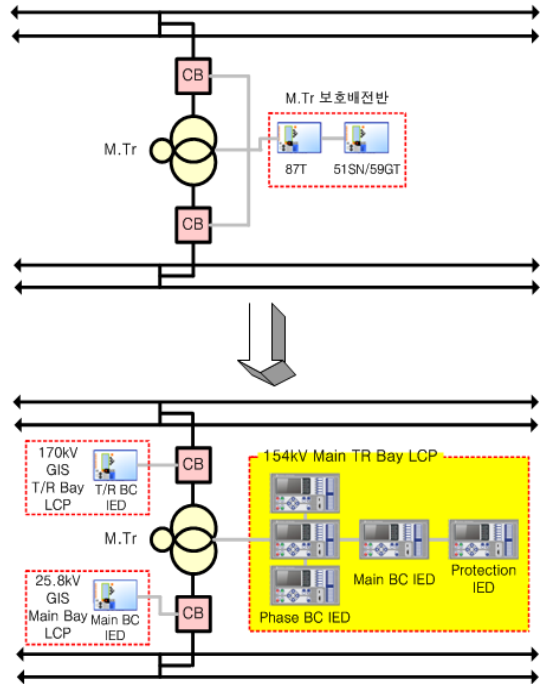 CB
M.Tr 보호배전반
M.Tr
87T
51SN/59GT
CB
170kV
GIS
T/R Bay
LCP
T/R BC
IED
CB
154kV Main TR Bay LCP
M.Tr
Main BC IED
Protection
IED
Phase BC IED
25.8kV
GIS
Main Bay
LCP
Main BC
IED
CB